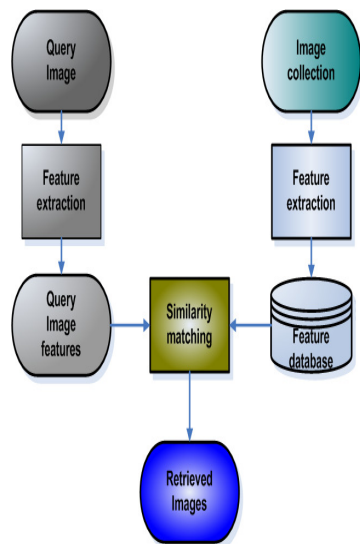 Query
Image
Image
collection
Feature
extraction
Feature
extraction
Query
Image
features
Similarity
matching
Feature
database
Retrieved
Images